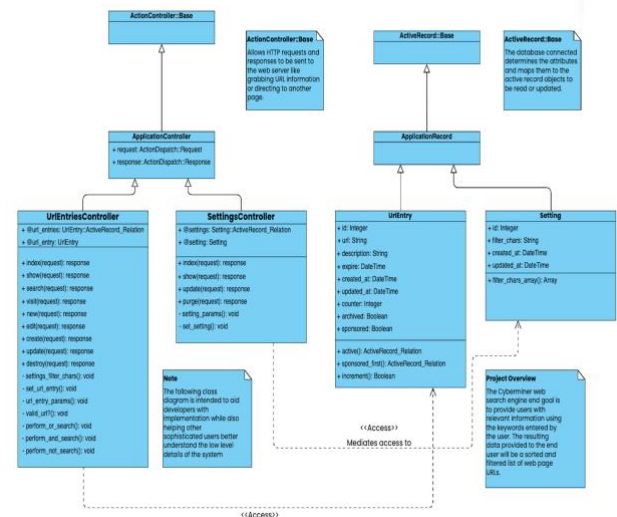 ActionController::Base
ActionController::Base
Allows HTTP requests and
responses to be sent to
the web server like
grabbing URL information
or directing to another
page.
ActiveRecord::Base
ActiveRecord::Base
The database connected
determines the attributes
and maps them to the
active record objects to
be read or updated.
ApplicationController
+ request: ActionDispatch::Request
+ response: ActionDispatch::Response
ApplicationRecord
UrlEntriesController
+ @url_entries: UrlEntry::ActiveRecord_Relation
+ @url_entry: UrlEntry
+ index(request): response
+ show(request): response
+ search(request): response
+ visit(request): response
+ new(request): response
+ edit(request): response
+ create(request): response
+ update(request): response
+ destroy(request): response
- settings_filter_chars(): void
- set_url_entry(): void
- url_entry_params(): void
- valid_url?(): void
- perform_or_search(): void
- perform_and_search(): void
- perform_not_search(): void
SettingsController
+ @settings: Setting::ActiveRecord_Relation
+ @setting: Setting
+ index(request): response
+ show(request): response
+ update(request): response
+ purge(request): response
- setting_params(): void
- set_setting(): void
UrlEntry
+ id: Integer
+ url: String
+ description: String
+ expire: DateTime
+ created_at: DateTime
+ updated_at: DateTime
+ counter: Integer
+ archived: Boolean
+ sponsored: Boolean
+ active(): ActiveRecord_Relation
+ sponsored_first(): ActiveRecord_Relation
+ increment(): Boolean
Setting
+ id: Integer
+ filter_chars: String
+ created_at: DateTime
+ updated_at: DateTime
+ filter_chars_array(): Array
Note
The following class
diagram is intended to aid
developers with
implementation while also
helping other
sophisticated users better
understand the low level
details of the system
<<Access>>
Mediates access to
Project Overview
The Cyberminer web
search engine end goal is
to provide users with
relevant information using
the keywords entered by
the user. The resulting
data provided to the end
user will be a sorted and
filtered list of web page
URLs.
<<Access>>